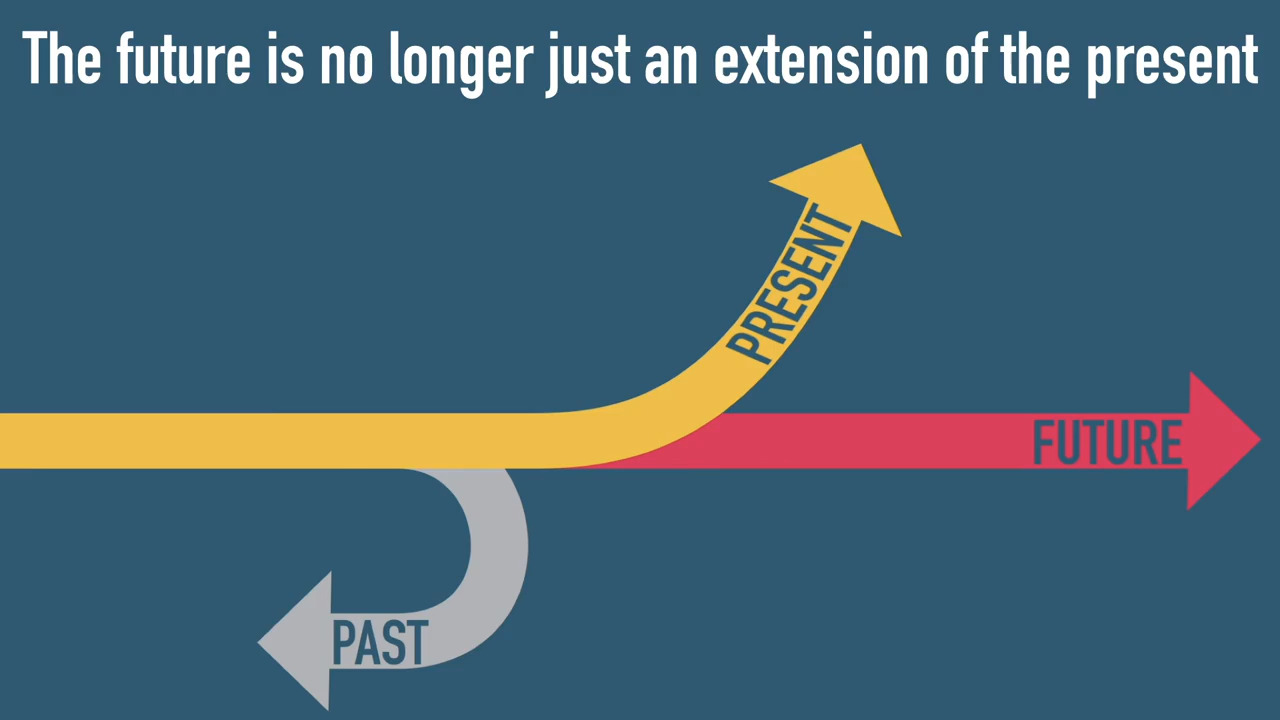 The future is no longer just an extension of the present
PRESENT
FUTURE
PAST